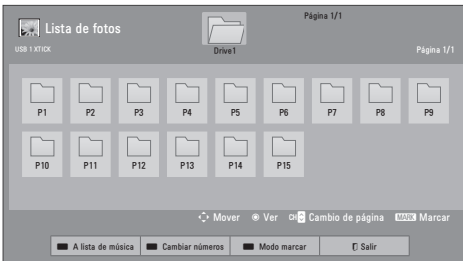 Página 1/1
Lista de fotos
USB 1 XTICK
Drive1
Página 1/1
P1 P2 P3 P4 P5 P6 P7 P8 P9
P10 P11 P12 P13 P14 P15
Mover Ver CH Cambio de página MARK Marcar
A lista de música Cambiar números Modo marcar Salir